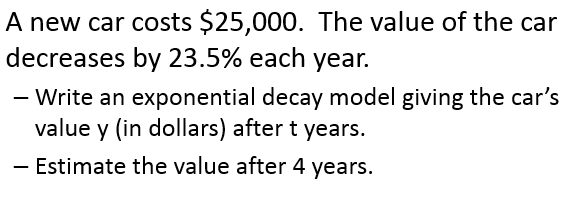 A new car costs $25,000.  The value of the car
decreases by 23.5% each year.
– Write an exponential decay model giving the car’s
value y (in dollars) after t years.
– Estimate the value after 4 years.